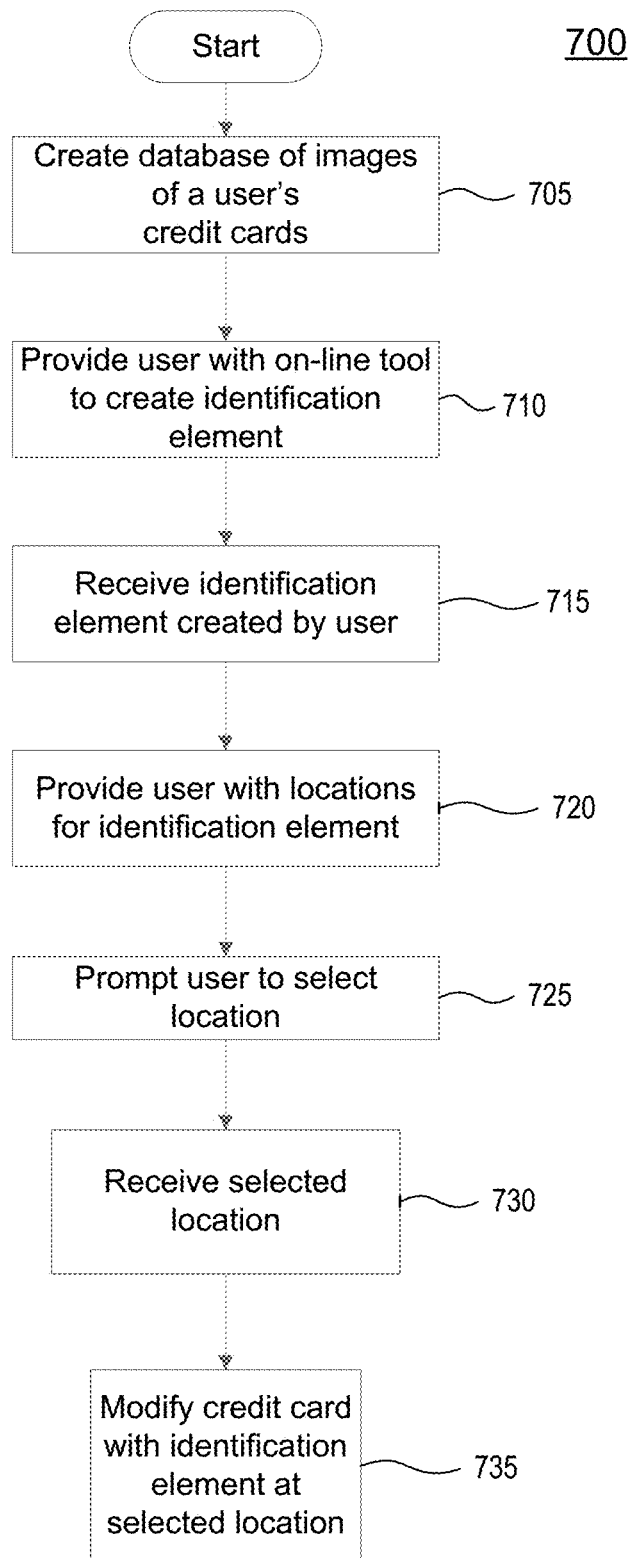 Start
700
Create database of images
of a user's
credit cards
705
Provide user with on-line tool
to create identification
element
710
Receive identification
element created by user
715
Provide user with locations
for identification element
720
Prompt user to select
location
725
Receive selected
location
730
Modify credit card
with identification
element at
selected location
735